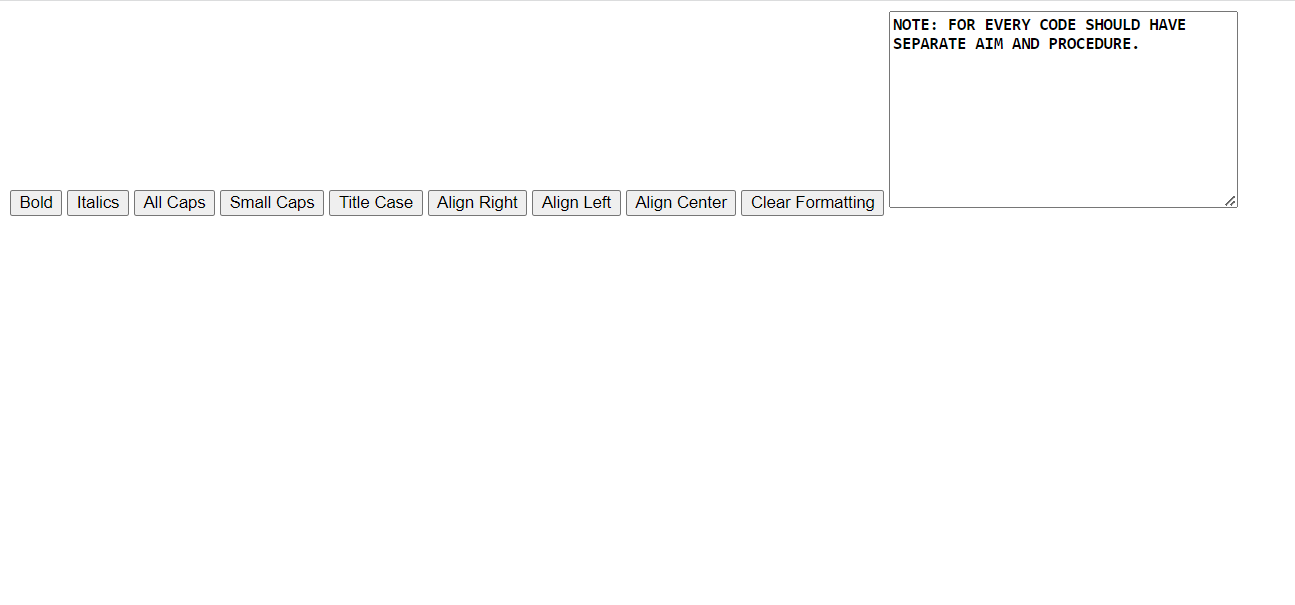 NOTE: FOR EVERY CODE SHOULD HAVE
SEPARATE AIM AND PROCEDURE.
Bold Italics All Caps Small Caps Title Case Align Right Align Left Align Center Clear Formatting